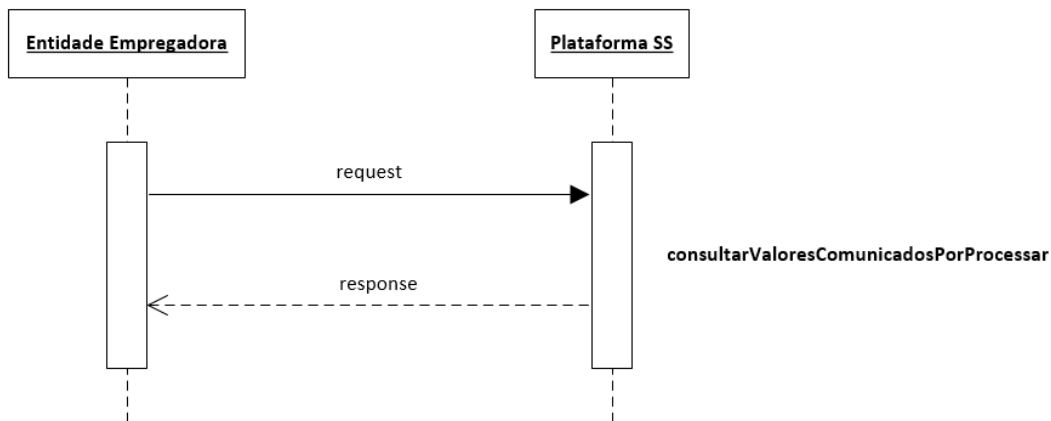 Entidade Empregadora
Plataforma SS
request
consultarValoresComunicadosPorProcessar
response